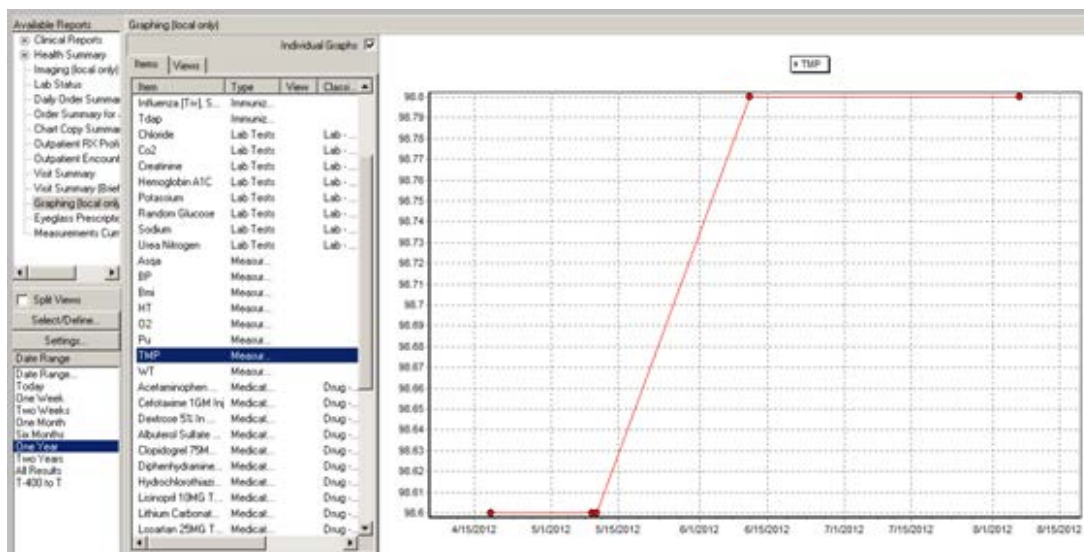 Available Reports
Clinical Reports
Health Summary
Imaging (local only)
Lab Status
Daily Order Summar
Order Summary for
Chart Copy Summar
Outpatient RX Profi
Outpatient Encount
Visit Summary
Visit Summary (Brief
Graphing (local only
Eyeglass Prescriptio
Measurements Cum
Split Views
Select/Define...
Settings...
Date Range
Date Range...
Today
One Week
Two Weeks
One Month
Six Months
One Year
Two Years
All Results
T-400 to T
Graphing (local only)
Individual Graphs
Items Views
Item Type View Classi...
Influenza [Tiv], S... Immuniz...
Tdap Immuniz...
Chloride Lab Tests Lab - ...
Co2 Lab Tests Lab - ...
Creatinine Lab Tests Lab - ...
Hemoglobin A1C Lab Tests Lab - ...
Potassium Lab Tests Lab - ...
Random Glucose Lab Tests Lab - ...
Sodium Lab Tests Lab - ...
Urea Nitrogen Lab Tests Lab - ...
Asqa Measur...
BP Measur...
Bmi Measur...
HT Measur...
O2 Measur...
Pu Measur...
TMP Measur...
WT Measur...
Acetaminophen... Medicat... Drug - ...
Cefotaxime 1GM Inj Medicat... Drug - ...
Dextrose 5% In ... Medicat... Drug - ...
Albuterol Sulfate ... Medicat... Drug - ...
Clopidogrel 75M... Medicat... Drug - ...
Diphenhydramine... Medicat... Drug - ...
Hydrochlorothiazi... Medicat... Drug - ...
Lisinopril 10MG T... Medicat... Drug - ...
Lithium Carbonat... Medicat... Drug - ...
Losartan 25MG T... Medicat... Drug - ...
TMP
98.8
98.79
98.78
98.77
98.76
98.75
98.74
98.73
98.72
98.71
98.7
98.69
98.68
98.67
98.66
98.65
98.64
98.63
98.62
98.61
98.6
4/15/2012 5/1/2012 5/15/2012 6/1/2012 6/15/2012 7/1/2012 7/15/2012 8/1/2012 8/15/2012